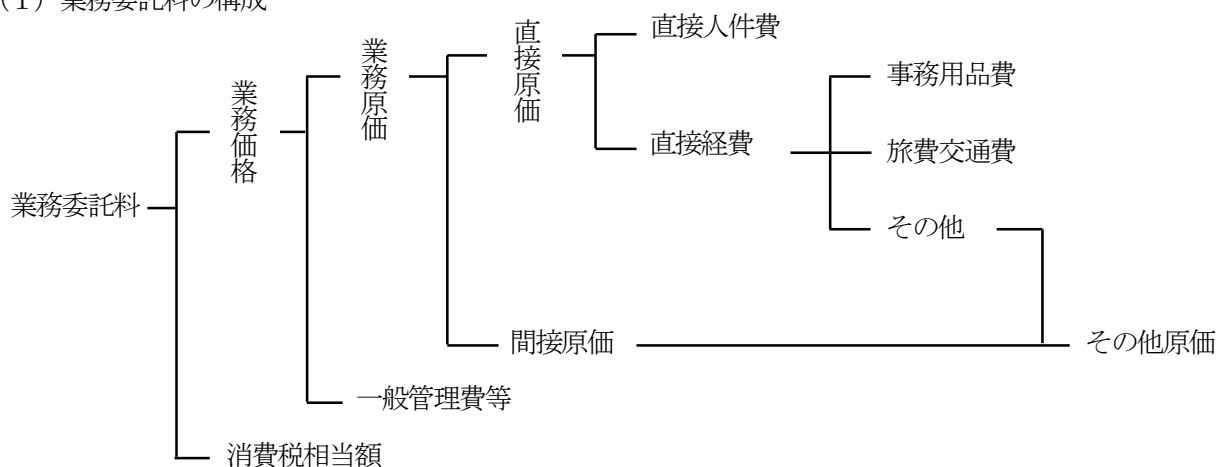 (1)業務委託料の構成
業務委託料
業務価格
業務原価
直接原価
直接人件費
直接経費
事務用品費
旅費交通費
その他
間接原価
その他原価
一般管理費等
消費税相当額